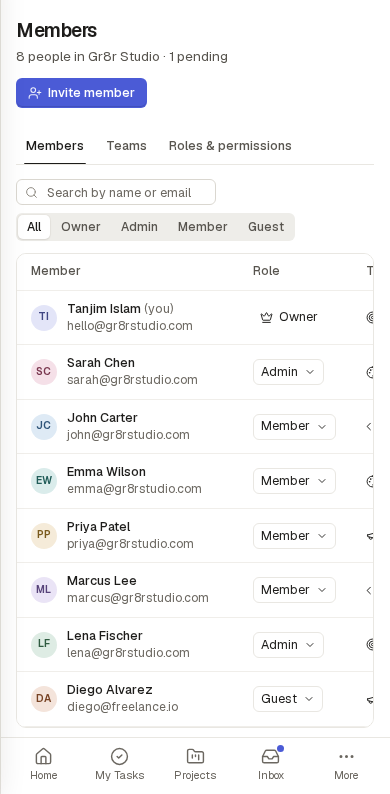 Members
8 people in Gr8r Studio · 1 pending
Invite member
Members Teams Roles & permissions
Search by name or email
All Owner Admin Member Guest
Member Role T
TI Tanjim Islam (you) Owner
hello@gr8rstudio.com
SC Sarah Chen Admin
sarah@gr8rstudio.com
JC John Carter Member
john@gr8rstudio.com
EW Emma Wilson Member
emma@gr8rstudio.com
PP Priya Patel Member
priya@gr8rstudio.com
ML Marcus Lee Member
marcus@gr8rstudio.com
LF Lena Fischer Admin
lena@gr8rstudio.com
DA Diego Alvarez Guest
diego@freelance.io
Home My Tasks Projects Inbox More